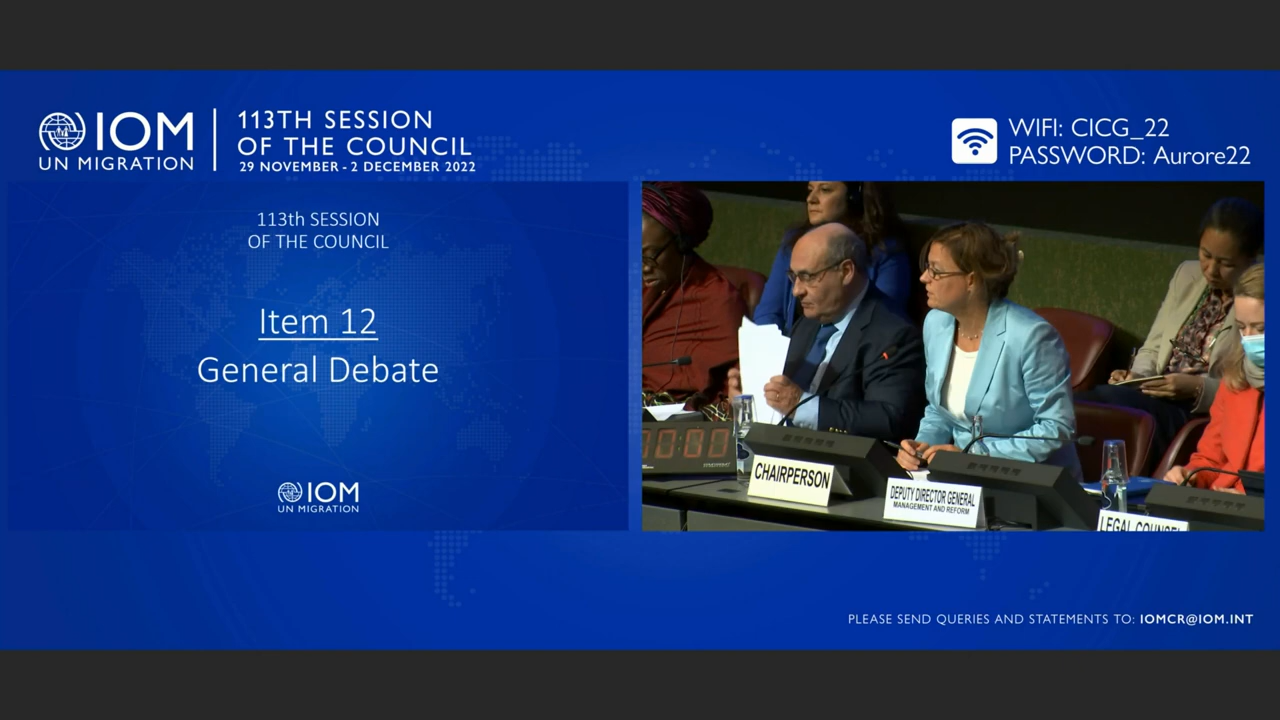 IOM
UN MIGRATION
113TH SESSION
OF THE COUNCIL
29 NOVEMBER - 2 DECEMBER 2022
WIFI: CICG_22
PASSWORD: Aurore22
113th SESSION
OF THE COUNCIL
Item 12
General Debate
IOM
UN MIGRATION
CHAIRPERSON
DEPUTY DIRECTOR GENERAL
MANAGEMENT AND REFORM
LEGAL COUNSEL
PLEASE SEND QUERIES AND STATEMENTS TO: IOMCR@IOM.INT